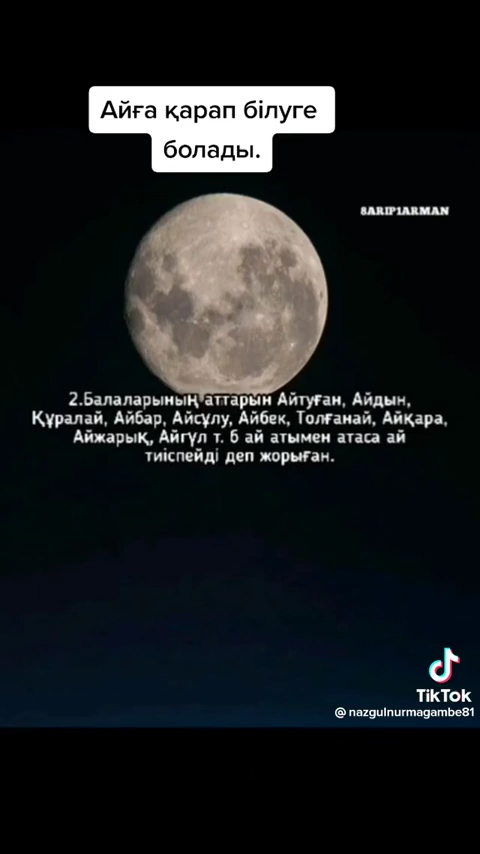 Айға қарап білуге
болады.
8ARIP1ARMAN
2.Балаларының аттарын Айтуған, Айдын,
Құралай, Айбар, Айсұлу, Айбек, Толғанай, Айқара,
Айжарық, Айгүл т. б ай атымен атаса ай
тиіспейді деп жорыған.
TikTok
@nazgulnurmagambe81